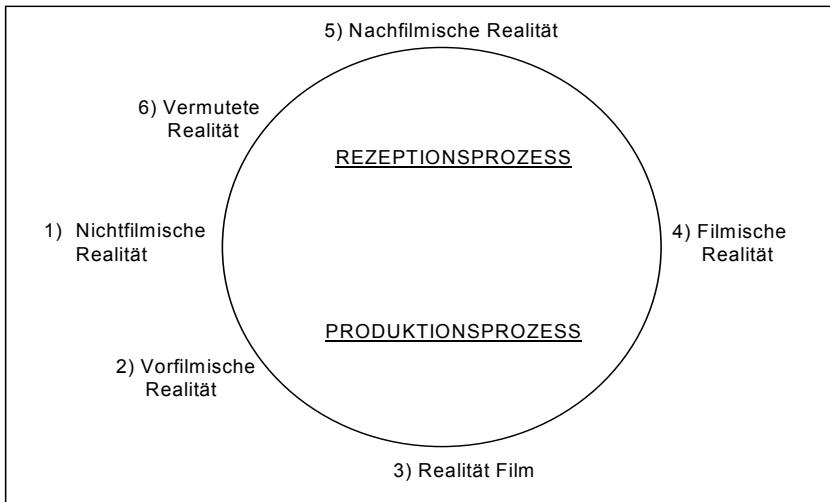 5) Nachfilmische Realität
6) Vermutete
Realität
REZEPTIONSPROZESS
1) Nichtfilmische
Realität
4) Filmische
Realität
PRODUKTIONSPROZESS
2) Vorfilmische
Realität
3) Realität Film